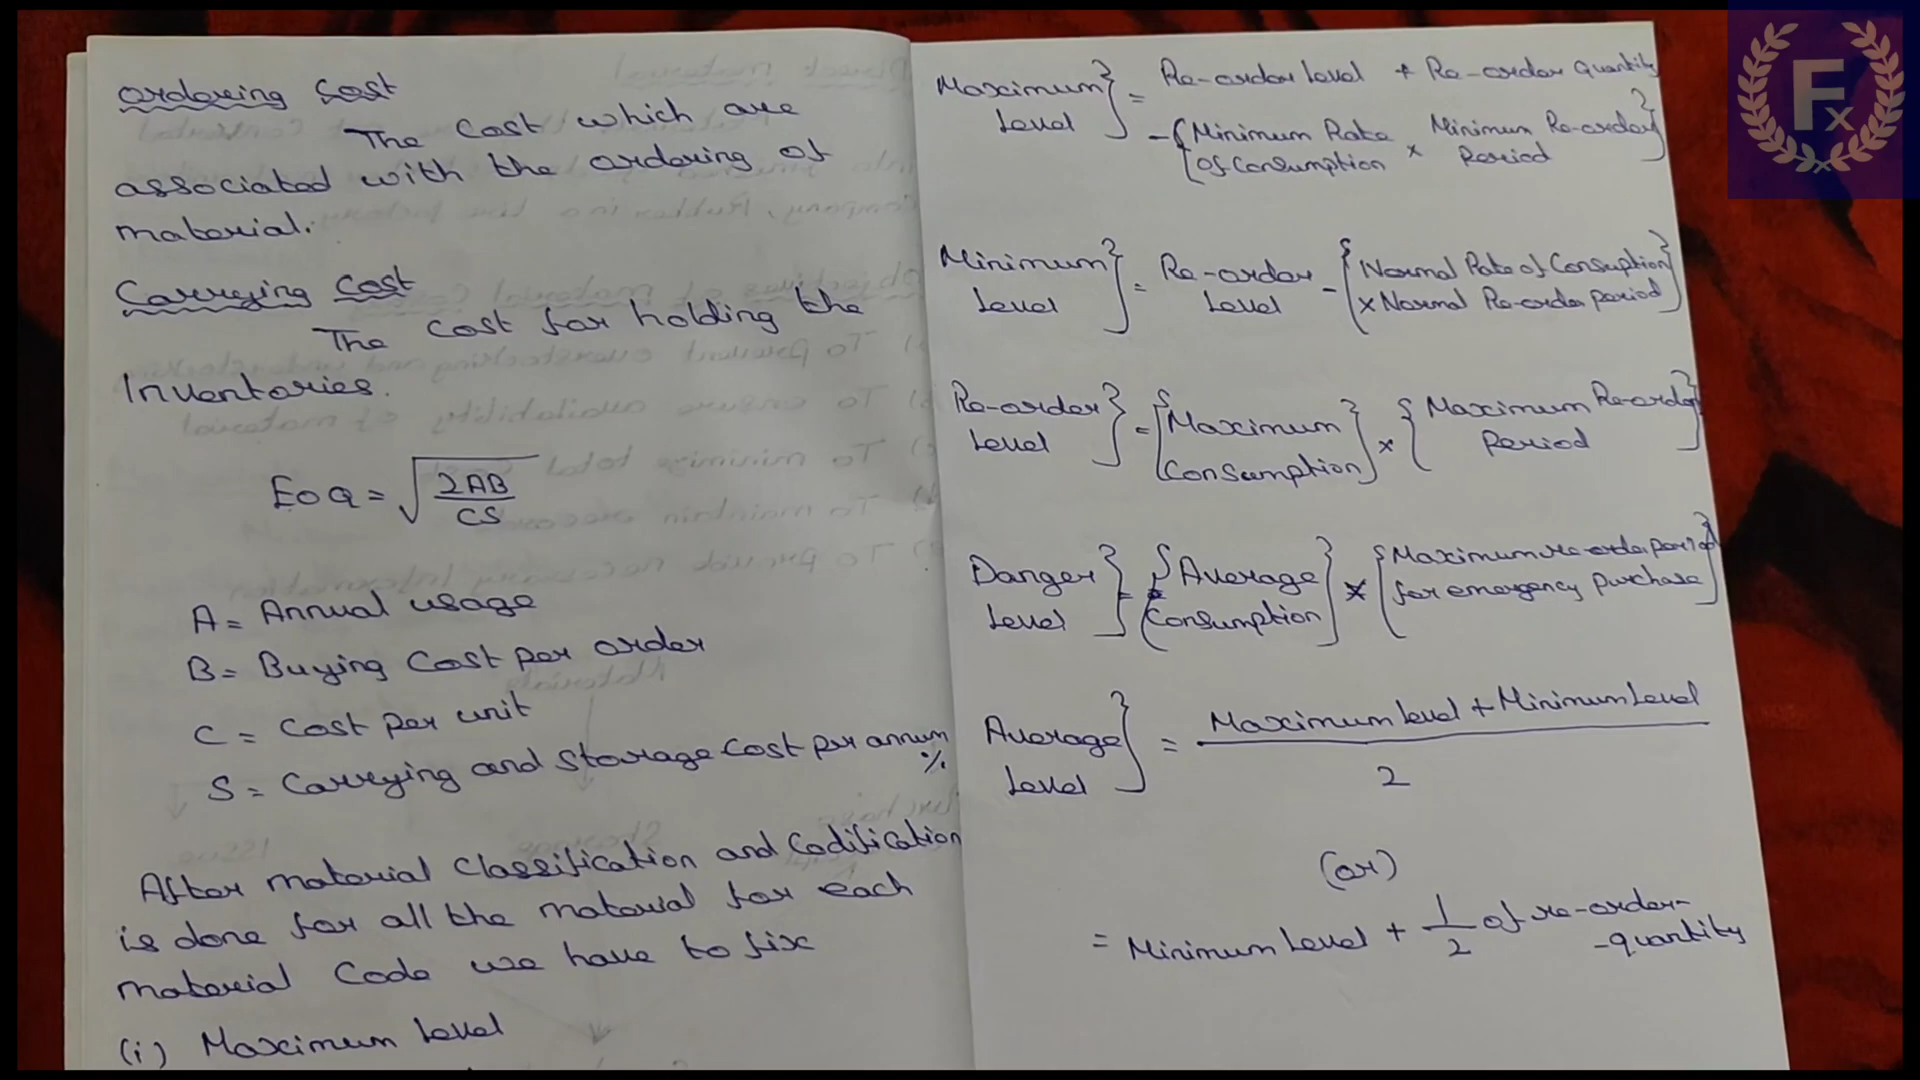 Ordering Cost
The Cost which are
associated with the ordering of
material.
Carrying Cost
The Cost for holding the
Inventories.
EOQ = √2AB/CS
A = Annual usage
B = Buying Cost per order
C = Cost per unit
S = Carrying and Storage Cost per annum
%
After material Classification and Codification
is done for all the material for each
material Code we have to fix
(i) Maximum Level
Maximum Level } = Re-order Level + Re-order quantity
- { Minimum Rate of Consumption × Minimum Re-order Period }
Minimum Level } = Re-order Level - { Normal Rate of Consuption
× Normal Re-order period }
Re-order Level } = { Maximum Consumption } × { Maximum Re-order Period }
Danger Level } = { Average Consumption } × { Maximum re-order period
for emergency purchase }
Average Level } = Maximum Level + Minimum Level
2
(or)
= Minimum Level + 1/2 of re-order-
-quantity
Fx